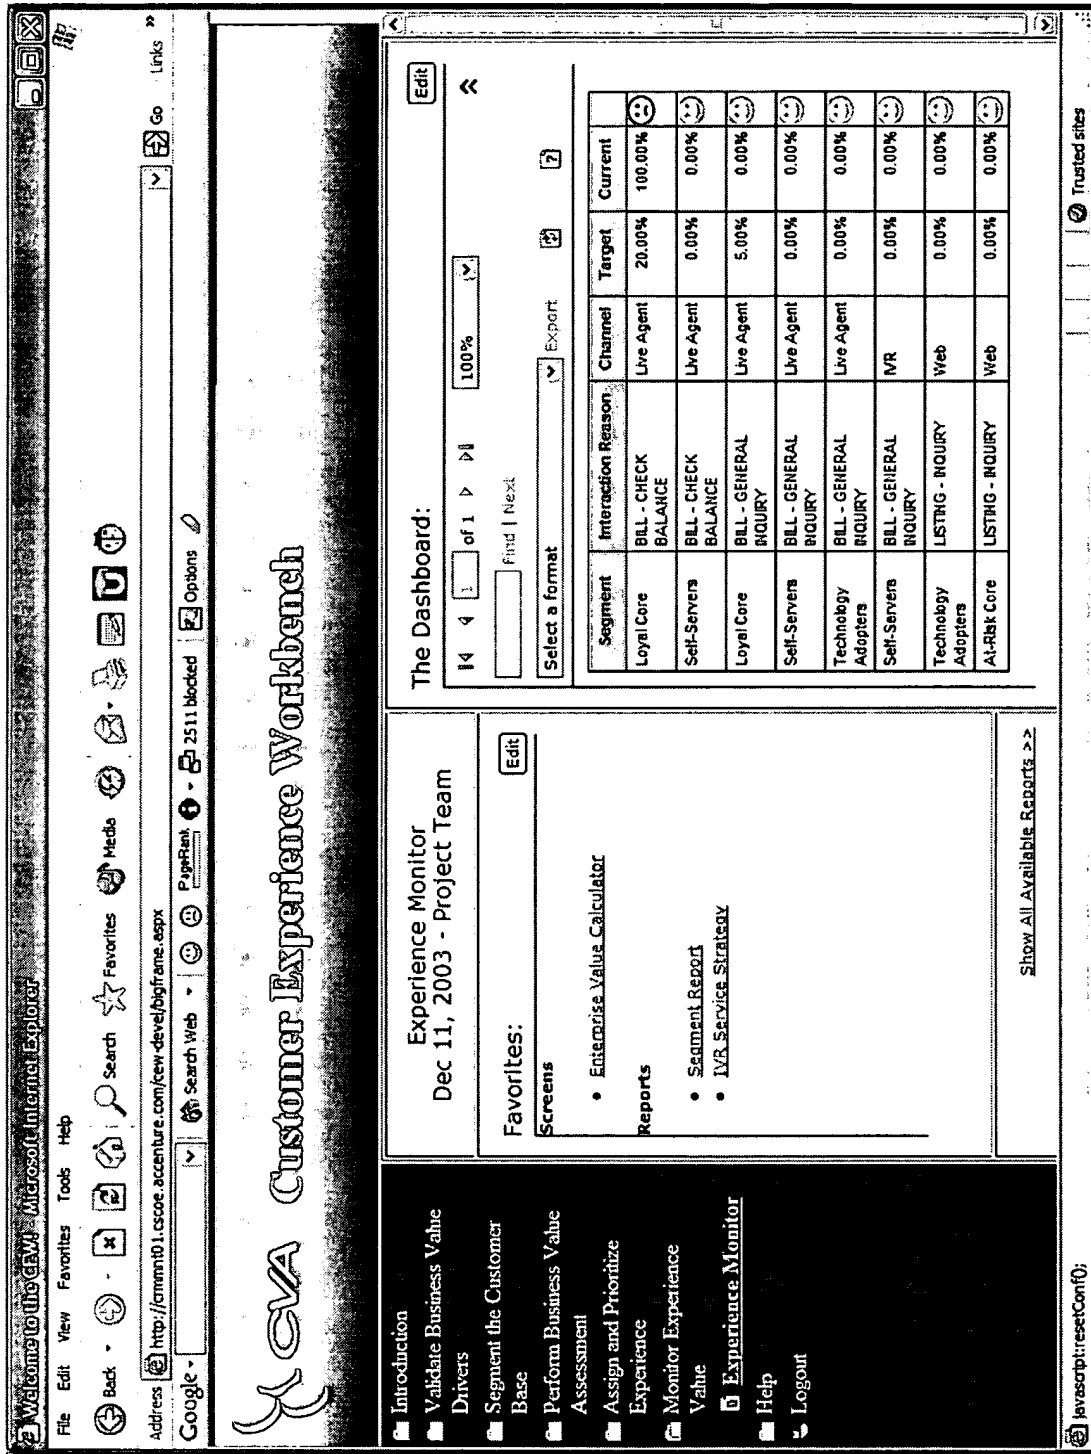 Welcome to the CEW! - Microsoft Internet Explorer
File Edit View Favorites Tools Help
Back Search Favorites Media
Address http://crmnt01.cscoe.accenture.com/cew-devel/bigframe.aspx Go Links »
Google Search Web PageRank 2511 blocked Options
CVA Customer Experience Workbench
Introduction
Validate Business Value
Drivers
Segment the Customer
Base
Perform Business Value
Assessment
Assign and Prioritize
Experience
Monitor Experience
Value
Experience Monitor
Help
Logout
Experience Monitor
Dec 11, 2003 - Project Team
Favorites: Edit
Screens
• Enterprise Value Calculator
Reports
• Segment Report
• IVR Service Strategy
Show All Available Reports >>
The Dashboard: Edit
1 of 1 100%
Find | Next
Select a format Export
Segment Interaction Reason Channel Target Current
Loyal Core BILL - CHECK BALANCE Live Agent 20.00% 100.00%
Self-Servers BILL - CHECK BALANCE Live Agent 0.00% 0.00%
Loyal Core BILL - GENERAL INQUIRY Live Agent 5.00% 0.00%
Self-Servers BILL - GENERAL INQUIRY Live Agent 0.00% 0.00%
Technology Adopters BILL - GENERAL INQUIRY Live Agent 0.00% 0.00%
Self-Servers BILL - GENERAL INQUIRY IVR 0.00% 0.00%
Technology Adopters LISTING - INQUIRY Web 0.00% 0.00%
At-Risk Core LISTING - INQUIRY Web 0.00% 0.00%
javascript:resetConf(); Trusted sites